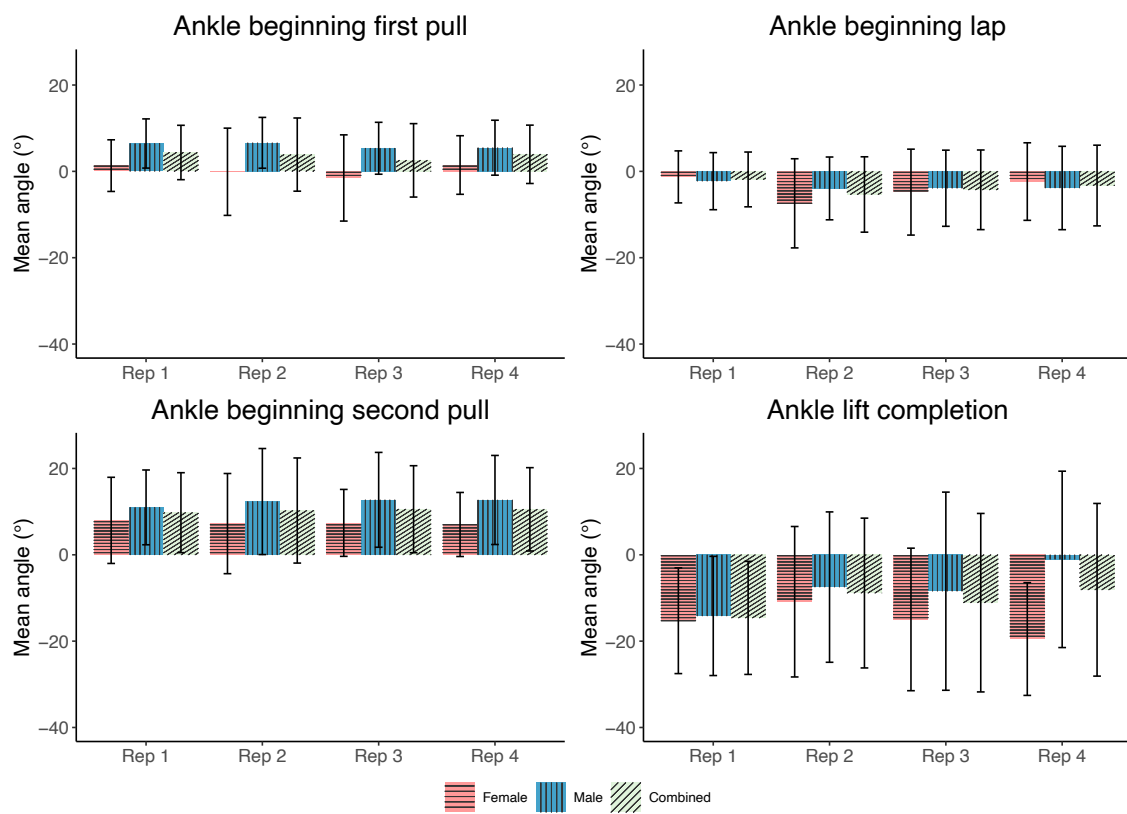 Ankle beginning first pull
Ankle beginning lap
Mean angle (°)
20
0
−20
−40
Rep 1 Rep 2 Rep 3 Rep 4
Mean angle (°)
20
0
−20
−40
Rep 1 Rep 2 Rep 3 Rep 4
Ankle beginning second pull
Ankle lift completion
Mean angle (°)
20
0
−20
−40
Rep 1 Rep 2 Rep 3 Rep 4
Mean angle (°)
20
0
−20
−40
Rep 1 Rep 2 Rep 3 Rep 4
Female Male Combined